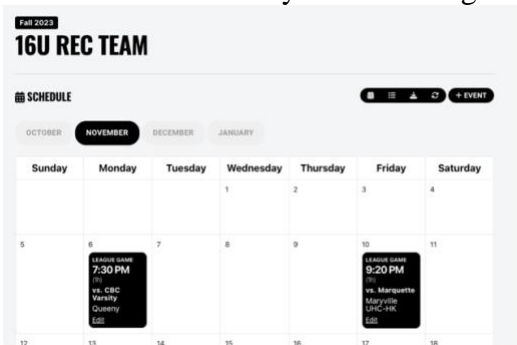 Fall 2023
16U REC TEAM
SCHEDULE
+ EVENT
OCTOBER NOVEMBER DECEMBER JANUARY
Sunday Monday Tuesday Wednesday Thursday Friday Saturday
1 2 3 4
5 6 7 8 9 10 11
LEAGUE GAME
7:30 PM
(1h)
vs. CBC
Varsity
Queeny
Edit
LEAGUE GAME
9:20 PM
(1h)
vs. Marquette
Maryville
UHC-HK
Edit
12 13 14 15 16 17 18